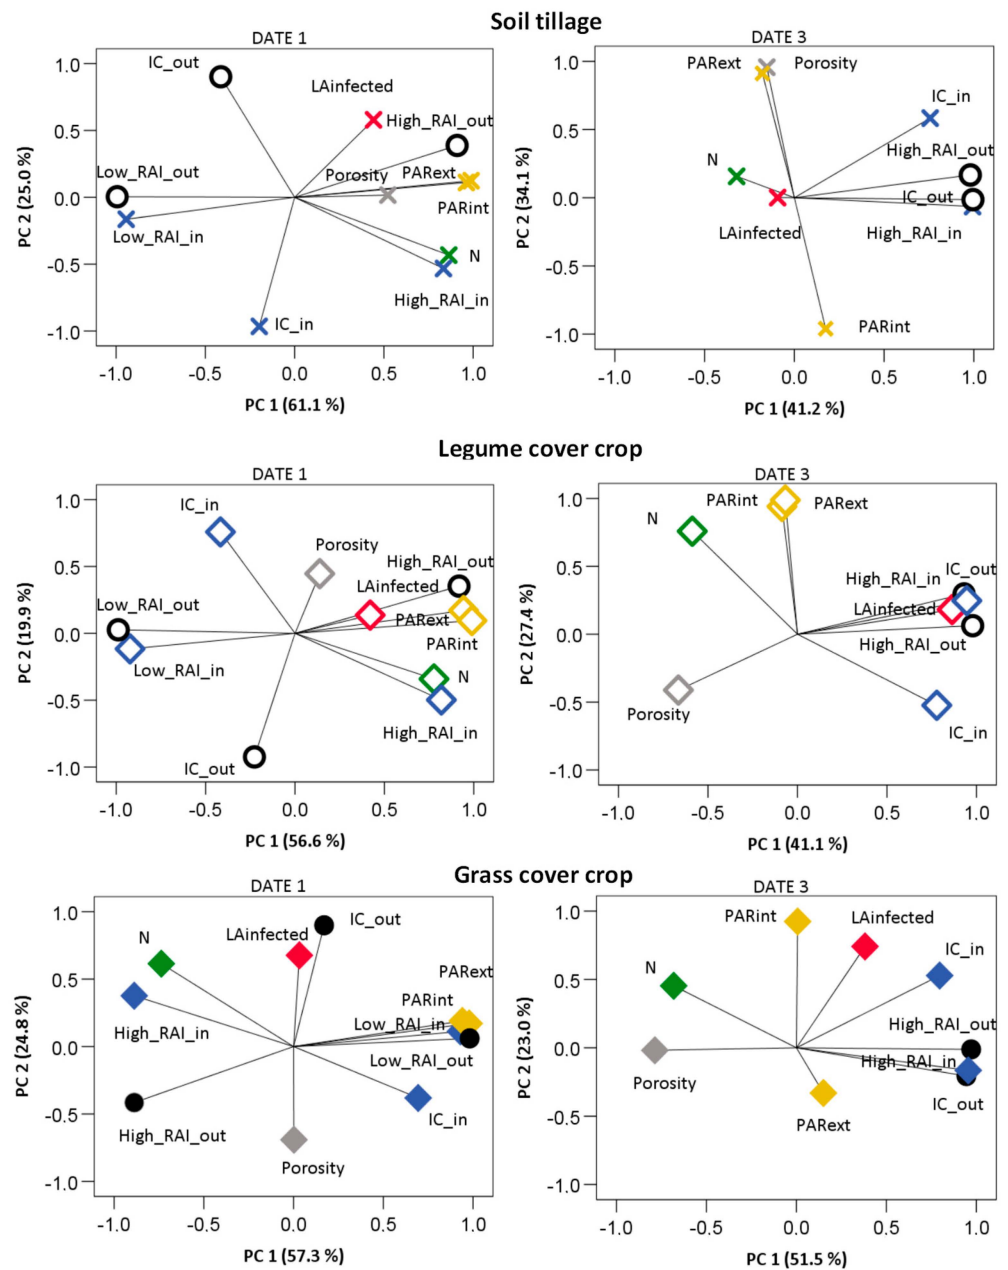 Soil tillage
DATE 1
IC_out
LAinfected
High_RAI_out
Low_RAI_out
Porosity
PARext
PARint
Low_RAI_in
N
High_RAI_in
IC_in
1.0
0.5
0.0
-0.5
-1.0
PC 2 (25.0 %)
-1.0 -0.5 0.0 0.5 1.0
PC 1 (61.1 %)
DATE 3
PARext
Porosity
IC_in
High_RAI_out
N
IC_out
LAinfected
High_RAI_in
PARint
1.0
0.5
0.0
-0.5
-1.0
PC 2 (34.1 %)
-1.0 -0.5 0.0 0.5 1.0
PC 1 (41.2 %)
Legume cover crop
DATE 1
IC_in
Porosity
High_RAI_out
LAinfected
Low_RAI_out
PARext
PARint
Low_RAI_in
N
High_RAI_in
IC_out
1.0
0.5
0.0
-0.5
-1.0
PC 2 (19.9 %)
-1.0 -0.5 0.0 0.5 1.0
PC 1 (56.6 %)
DATE 3
PARint
PARext
N
IC_out
High_RAI_in
LAinfected
High_RAI_out
Porosity
IC_in
1.0
0.5
0.0
-0.5
-1.0
PC 2 (27.4 %)
-1.0 -0.5 0.0 0.5 1.0
PC 1 (41.1 %)
Grass cover crop
DATE 1
IC_out
N
LAinfected
PARext
PARint
High_RAI_in
Low_RAI_in
Low_RAI_out
IC_in
High_RAI_out
Porosity
1.0
0.5
0.0
-0.5
-1.0
PC 2 (24.8 %)
-1.0 -0.5 0.0 0.5 1.0
PC 1 (57.3 %)
DATE 3
PARint
LAinfected
IC_in
N
High_RAI_out
High_RAI_in
Porosity
IC_out
PARext
1.0
0.5
0.0
-0.5
-1.0
PC 2 (23.0 %)
-1.0 -0.5 0.0 0.5 1.0
PC 1 (51.5 %)